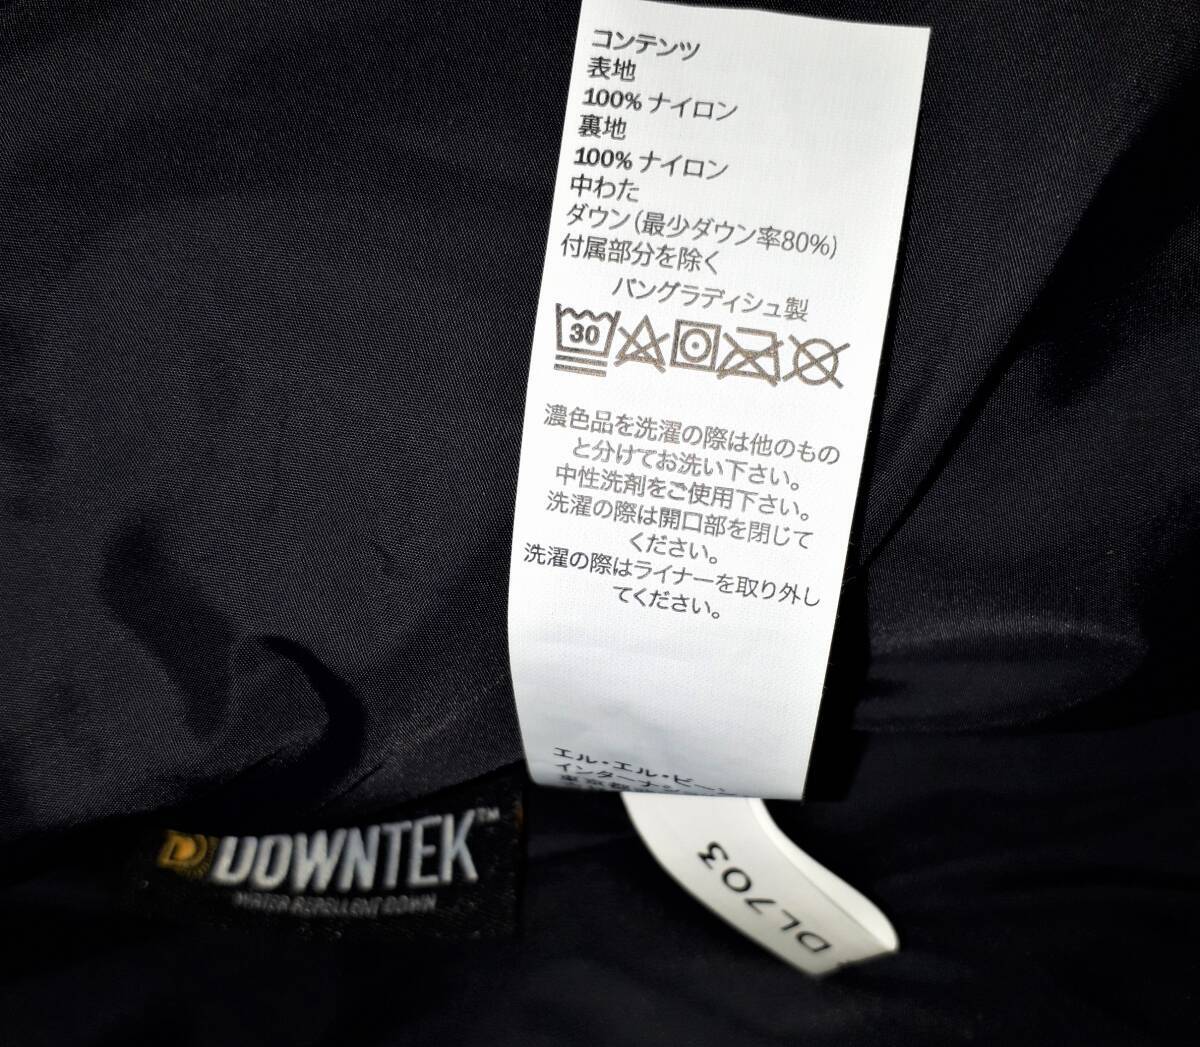 コンテンツ
表地
100% ナイロン
裏地
100% ナイロン
中わた
ダウン (最少ダウン率80%)
付属部分を除く
バングラディシュ製
30
濃色品を洗濯の際は他のもの
と分けてお洗い下さい。
中性洗剤をご使用下さい。
洗濯の際は開口部を閉じて
ください。
洗濯の際はライナーを取り外し
てください。
エル・エル・ビーン
インターナショ
DOWNTEK™
WATER REPELLENT DOWN
DL703